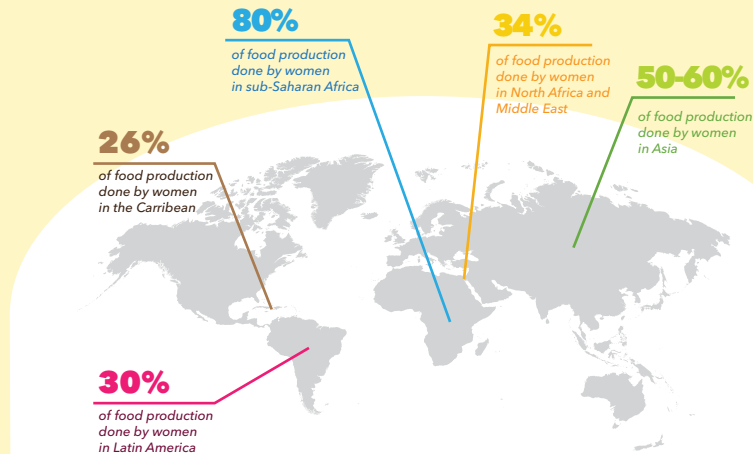 80%
of food production
done by women
in sub-Saharan Africa
34%
of food production
done by women
in North Africa and
Middle East
50-60%
of food production
done by women
in Asia
26%
of food production
done by women
in the Carribean
30%
of food production
done by women
in Latin America